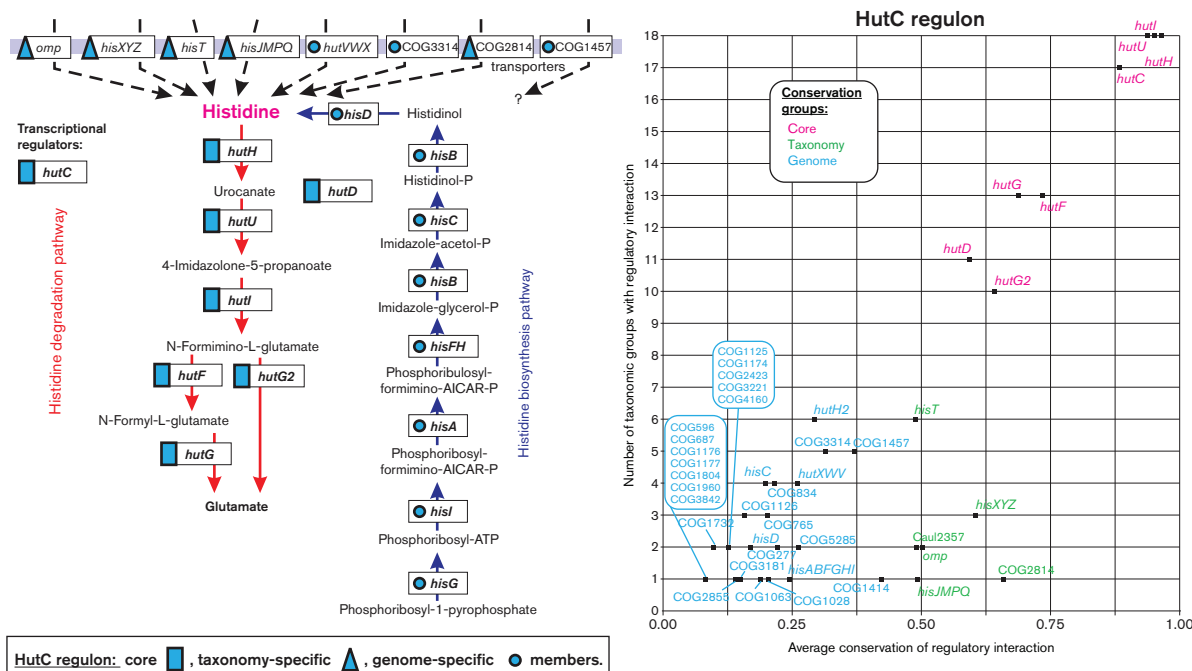 omp
hisXYZ
hisT
hisJMPQ
hutVWX
COG3314
COG2814
COG1457
transporters
?
Histidine
hisD
Histidinol
Transcriptional
regulators:
hutC
hutH
hisB
Histidinol-P
Urocanate
hutD
hutU
hisC
Imidazole-acetol-P
4-Imidazolone-5-propanoate
hutI
hisB
Imidazole-glycerol-P
N-Formimino-L-glutamate
hisFH
hutF
hutG2
Phosphoribulosyl-
formimino-AICAR-P
N-Formyl-L-glutamate
hisA
hutG
Phosphoribosyl-
formimino-AICAR-P
Glutamate
hisI
Phosphoribosyl-ATP
hisG
Phosphoribosyl-1-pyrophosphate
Histidine degradation pathway
Histidine biosynthesis pathway
HutC regulon: core , taxonomy-specific , genome-specific members.
HutC regulon
Number of taxonomic groups with regulatory interaction
18
17
16
15
14
13
12
11
10
9
8
7
6
5
4
3
2
1
0
0.00
0.25
0.50
0.75
1.00
Average conservation of regulatory interaction
Conservation
groups:
Core
Taxonomy
Genome
hutI
hutU
hutH
hutC
hutG
hutF
hutD
hutG2
COG1125
COG1174
COG2423
COG3221
COG4160
COG596
COG687
COG1176
COG1177
COG1804
COG1960
COG3842
hutH2
hisT
COG3314
COG1457
hisC
hutXWV
COG834
COG1126
COG765
hisXYZ
COG1732
hisD
COG277
COG5285
Caul2357
omp
COG3181
hisABFGHI
COG2855
COG1063
COG1028
COG1414
hisJMPQ
COG2814